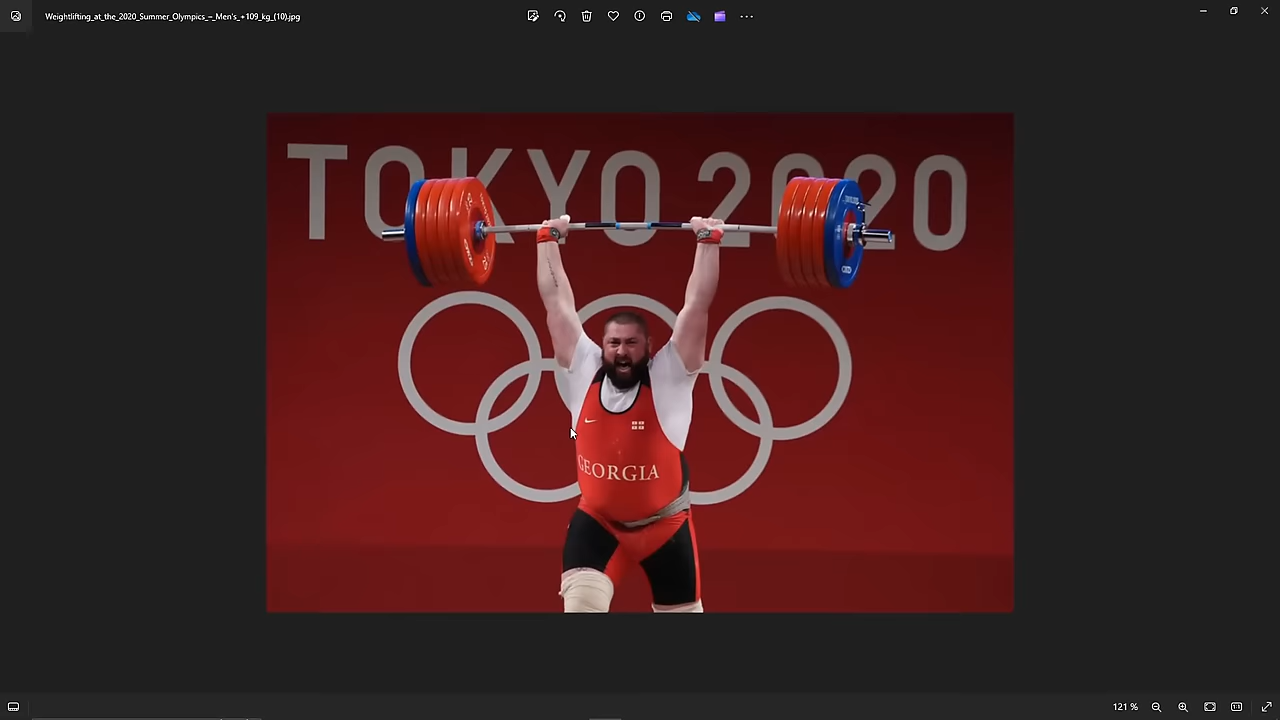 Weightlifting_at_the_2020_Summer_Olympics_–_Men's_+109_kg_(10).jpg
TOKYO 2020
GEORGIA
121 %